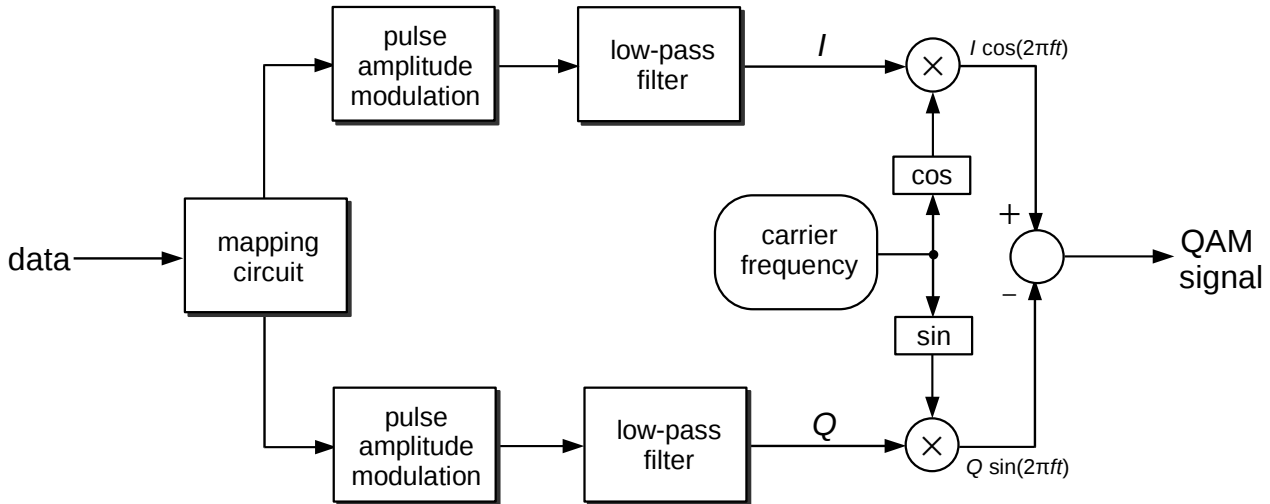 pulse
amplitude
modulation
low-pass
filter
I
×
I cos(2πft)
cos
data
mapping
circuit
carrier
frequency
+
−
QAM
signal
sin
pulse
amplitude
modulation
low-pass
filter
Q
×
Q sin(2πft)